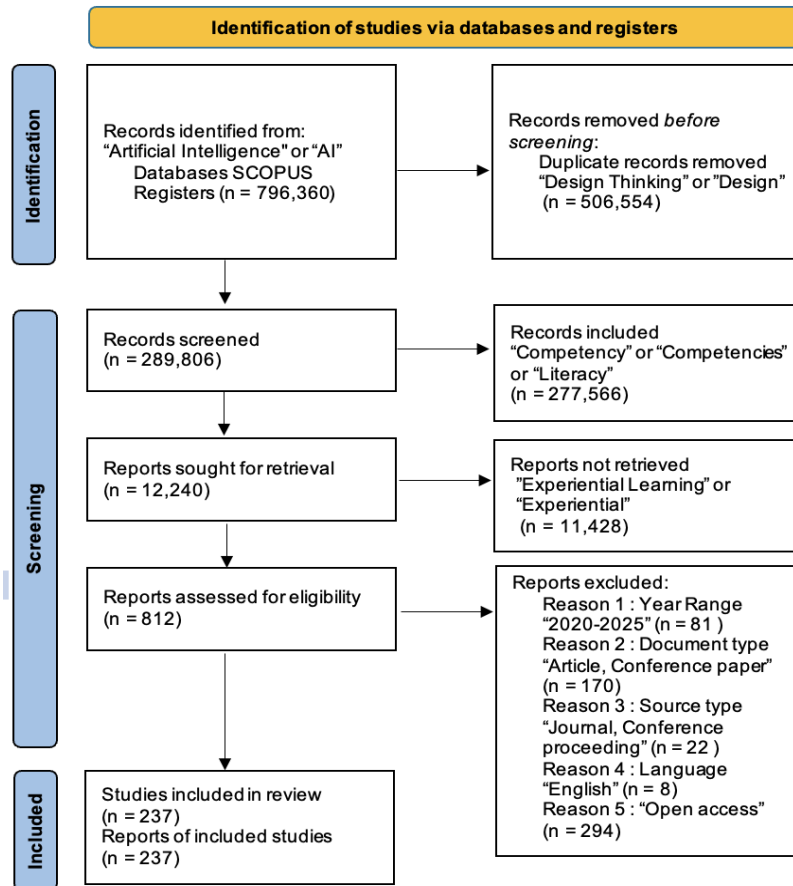 Identification of studies via databases and registers
Identification
Records identified from:
“Artificial Intelligence" or “AI”
Databases SCOPUS
Registers (n = 796,360)
Records removed before
screening:
Duplicate records removed
“Design Thinking” or ”Design”
(n = 506,554)
Screening
Records screened
(n = 289,806)
Records included
“Competency” or “Competencies”
or “Literacy”
(n = 277,566)
Reports sought for retrieval
(n = 12,240)
Reports not retrieved
”Experiential Learning” or
“Experiential”
(n = 11,428)
Reports assessed for eligibility
(n = 812)
Reports excluded:
Reason 1 : Year Range
“2020-2025” (n = 81 )
Reason 2 : Document type
“Article, Conference paper”
(n = 170)
Reason 3 : Source type
“Journal, Conference
proceeding” (n = 22 )
Reason 4 : Language
“English” (n = 8)
Reason 5 : “Open access”
(n = 294)
Included
Studies included in review
(n = 237)
Reports of included studies
(n = 237)